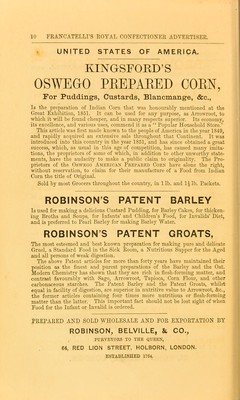 18 FRANCATELLI'S ROYAL CONFECTIONER ADVERTISER.
UNITED STATES OF AMERICA.
KINGSFORD'S
OSWEGO PREPARED CORN,
For Puddings, Custards, Blancmange, &c.,
Is the preparation of Indian Corn that was honourably mentioned at the
Great Exhibition, 1851. It can be used for any purpose, as Arrowroot, to
which it will be found cheaper, and in many respects superior. Its economy,
its excellence, and various uses, commend it as a "Popular Household Store."
This article was first made known to the people of America in the year 1848,
and rapidly acquired an extensive sale throughout that Continent. It was
introduced into this country in the year 1851, and has since obtained a great
success, which, as usual in this age of competition, has caused many imita-
tions, the proprietors of some of which, in addition to other unworthy state-
ments, have the audacity to make a public claim to originality. The Pro-
prietors of the OSWEGO AMERICAN PREPARED CORN have alone the right,
without reservation, to claim for their manufacture of a Food from Indian
Corn the title of Original.
Sold by most Grocers throughout the country, in 1 lb. and ½ lb. Packets.
ROBINSON'S PATENT BARLEY
Is used for making a delicious Custard Pudding, for Barley Cakes, for thicken-
ing Broths and Soups, for Infants' and Children's Food, for Invalids' Diet,
and is preferred to Pearl Barley for making Barley Water.
ROBINSON'S PATENT GROATS,
The most esteemed and best known preparation for making pure and delicate
Gruel, a Standard Food in the Sick Room, a Nutritious Supper for the Aged
and all persons of weak digestion.
The above Patent articles for more than forty years have maintained their
position as the finest and purest preparations of the Barley and the Oat.
Modern Chemistry has shown that they are rich in flesh-forming matter, and
contrast favourably with Sago, Arrowroot, Tapioca, Corn Flour, and other
carbonaceous starches. The Patent Barley and the Patent Groats, whilst
equal in facility of digestion, are superior in nutritive value to Arrowroot, &c.,
the former articles containing four times more nutritious or flesh-forming
matter than the latter. This important fact should not be lost sight of when
Food for the Infant or Invalid is ordered.
PREPARED AND SOLD WHOLESALE AND FOR EXPORTATION BY
ROBINSON, BELVILLE, & CO.,
PURVEYORS TO THE QUEEN,
64, RED LION STREET, HOLBORN, LONDON.
ESTABLISHED 1764.